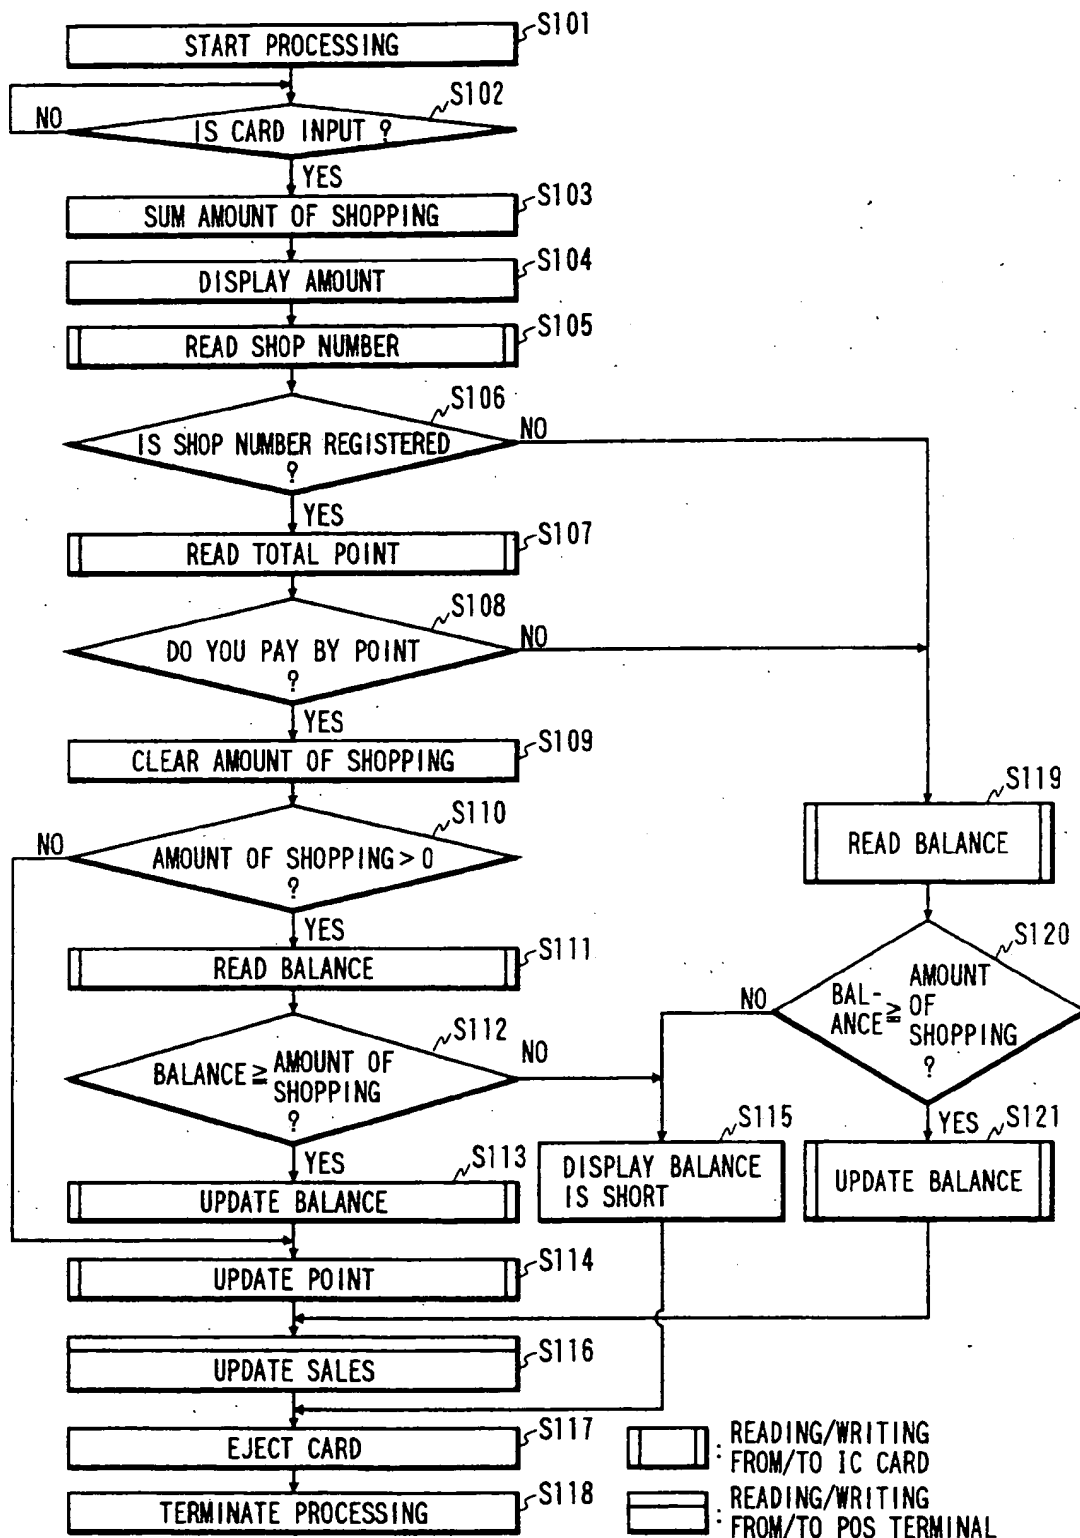 START PROCESSING
S101
S102
NO
IS CARD INPUT ?
YES
S103
SUM AMOUNT OF SHOPPING
S104
DISPLAY AMOUNT
S105
READ SHOP NUMBER
S106
IS SHOP NUMBER REGISTERED
?
NO
YES
S107
READ TOTAL POINT
S108
DO YOU PAY BY POINT
?
NO
YES
S109
CLEAR AMOUNT OF SHOPPING
S110
NO
AMOUNT OF SHOPPING > 0
?
YES
S111
READ BALANCE
S112
BALANCE ≧ AMOUNT OF
SHOPPING
?
NO
YES
S113
UPDATE BALANCE
S114
UPDATE POINT
S116
UPDATE SALES
S117
EJECT CARD
S118
TERMINATE PROCESSING
S119
READ BALANCE
S120
NO
BAL-
ANCE ≧ AMOUNT
OF
SHOPPING
?
YES
S115
DISPLAY BALANCE
IS SHORT
S121
UPDATE BALANCE
: READING/WRITING
FROM/TO IC CARD
: READING/WRITING
FROM/TO POS TERMINAL